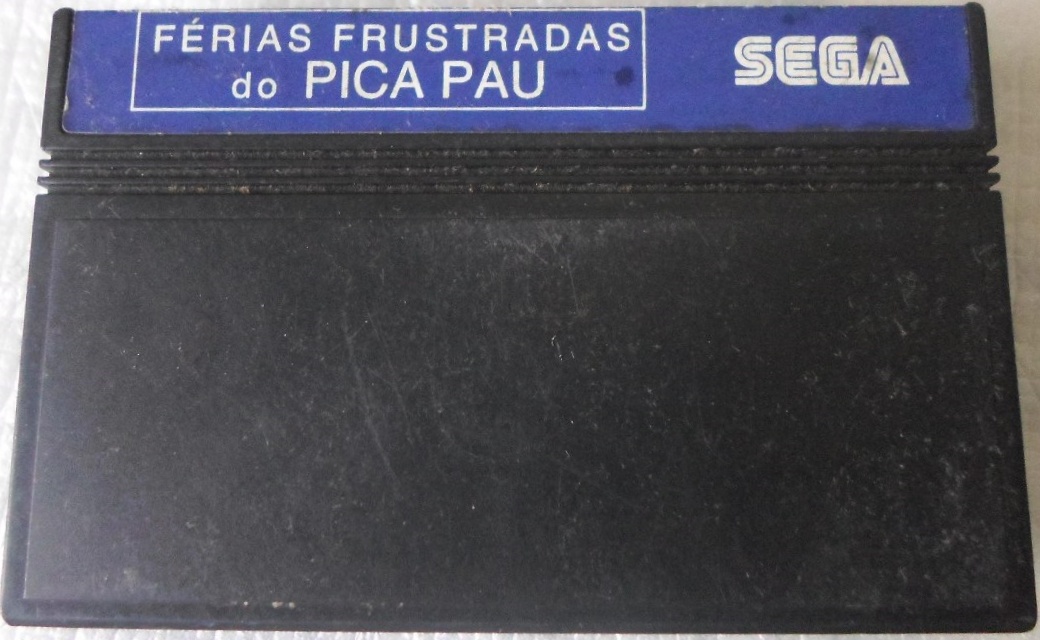 FÉRIAS FRUSTRADAS
do PICA PAU
SEGA